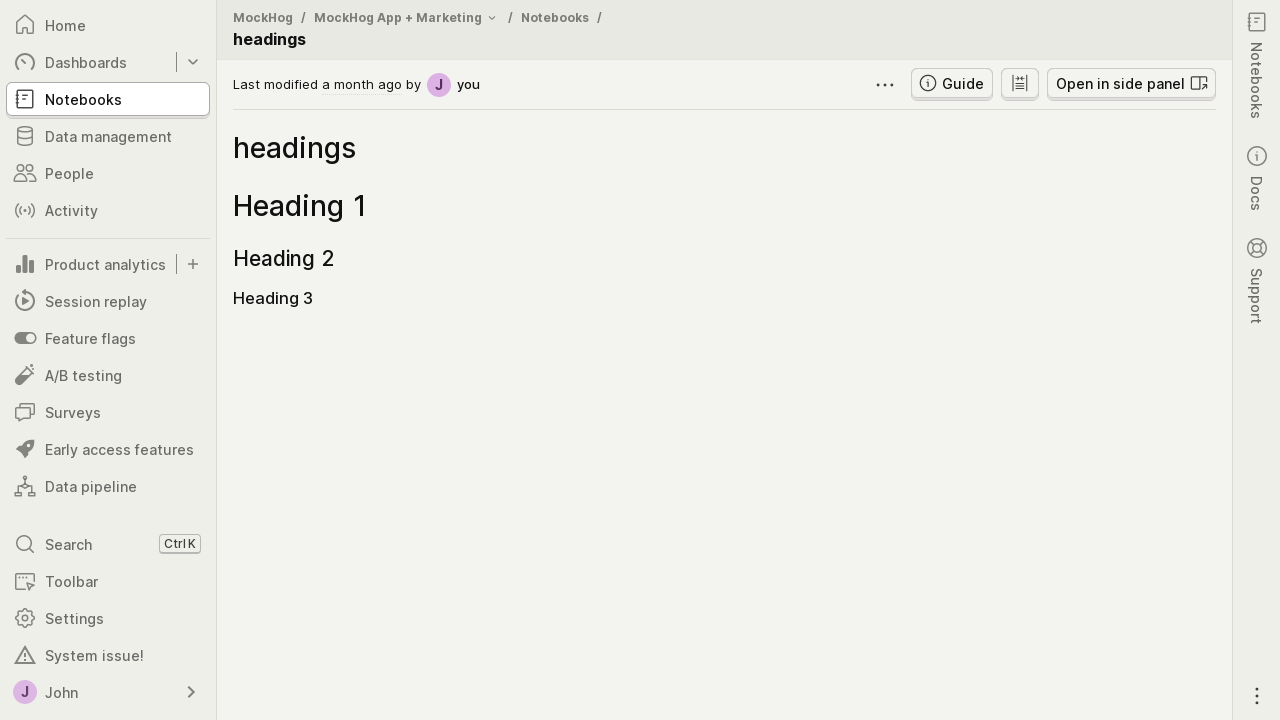 Home
Dashboards
Notebooks
Data management
People
Activity
Product analytics
Session replay
Feature flags
A/B testing
Surveys
Early access features
Data pipeline
Search Ctrl K
Toolbar
Settings
System issue!
J John
MockHog / MockHog App + Marketing / Notebooks /
headings
Last modified a month ago by J you
Guide
Open in side panel
headings
Heading 1
Heading 2
Heading 3
Notebooks
Docs
Support